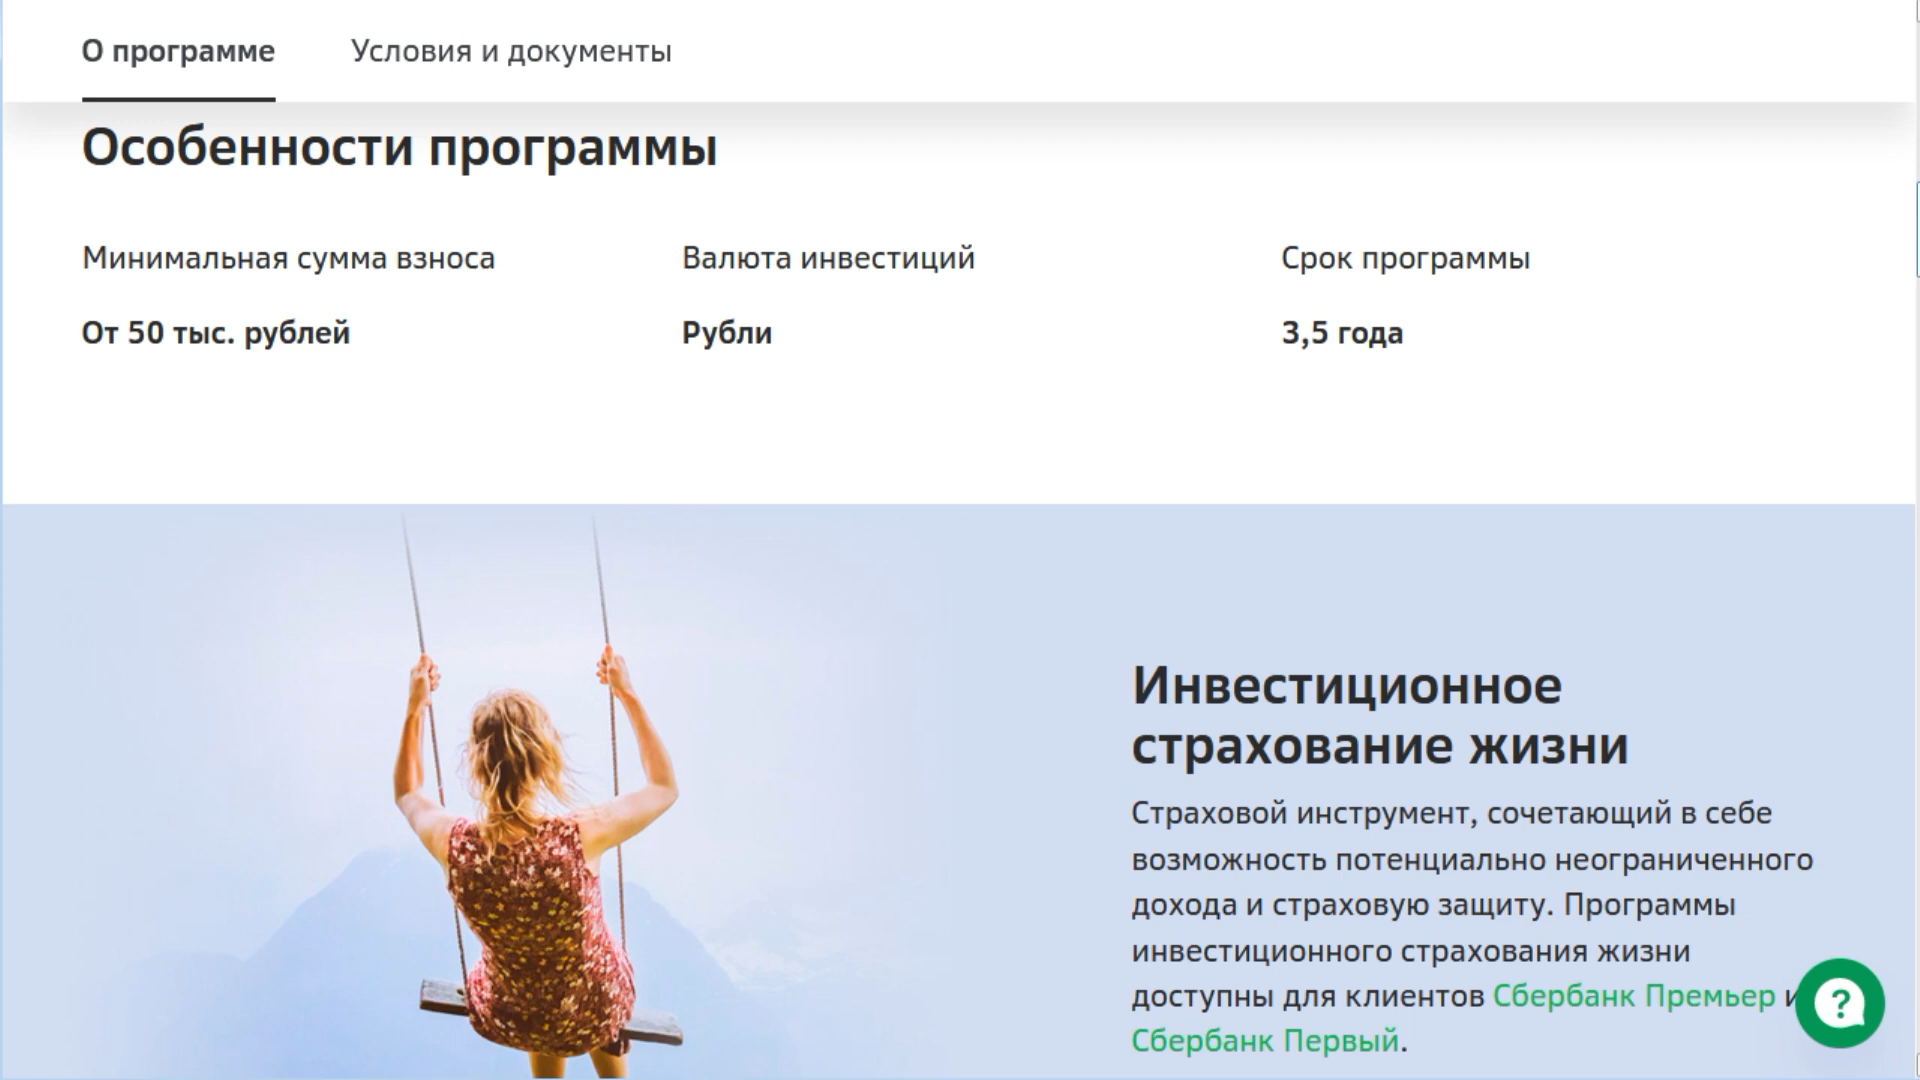 О программе
Условия и документы
Особенности программы
Минимальная сумма взноса
Валюта инвестиций
Срок программы
От 50 тыс. рублей
Рубли
3,5 года
Инвестиционное
страхование жизни
Страховой инструмент, сочетающий в себе
возможность потенциально неограниченного
дохода и страховую защиту. Программы
инвестиционного страхования жизни
доступны для клиентов Сбербанк Премьер и
Сбербанк Первый.
?